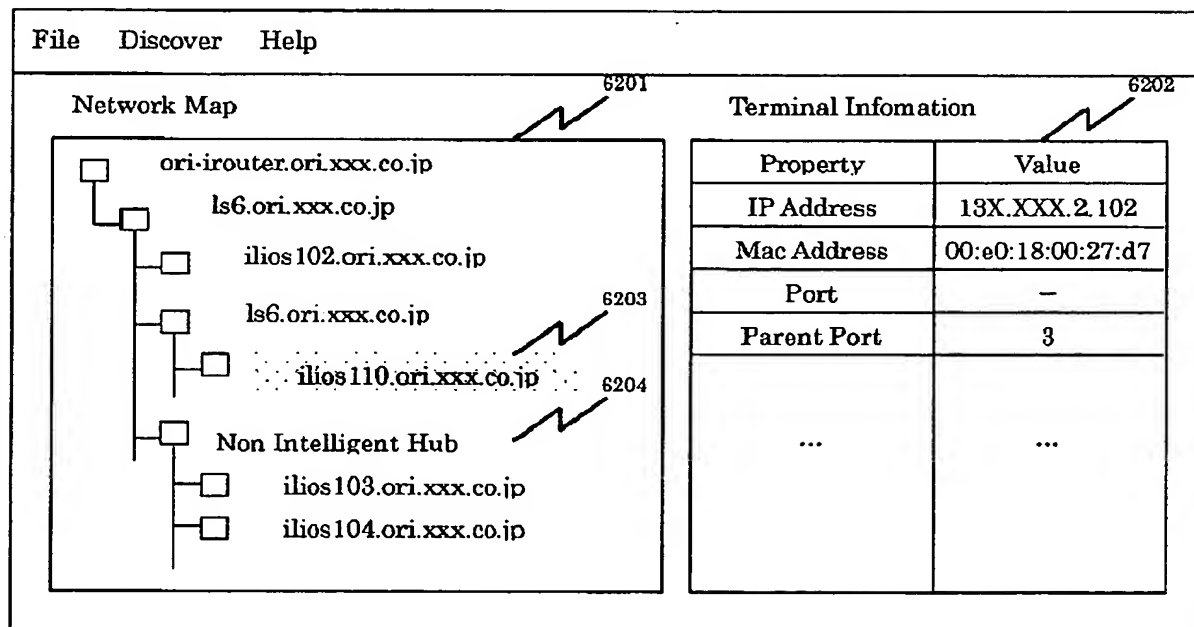 File Discover Help
6201
6202
Network Map
Terminal Infomation
ori-irouter.ori.xxx.co.jp
ls6.ori.xxx.co.jp
ilios102.ori.xxx.co.jp
ls6.ori.xxx.co.jp
6203
ilios110.ori.xxx.co.jp
6204
Non Intelligent Hub
ilios103.ori.xxx.co.jp
ilios104.ori.xxx.co.jp
Property Value
IP Address 13X.XXX.2.102
Mac Address 00:e0:18:00:27:d7
Port –
Parent Port 3
... ...